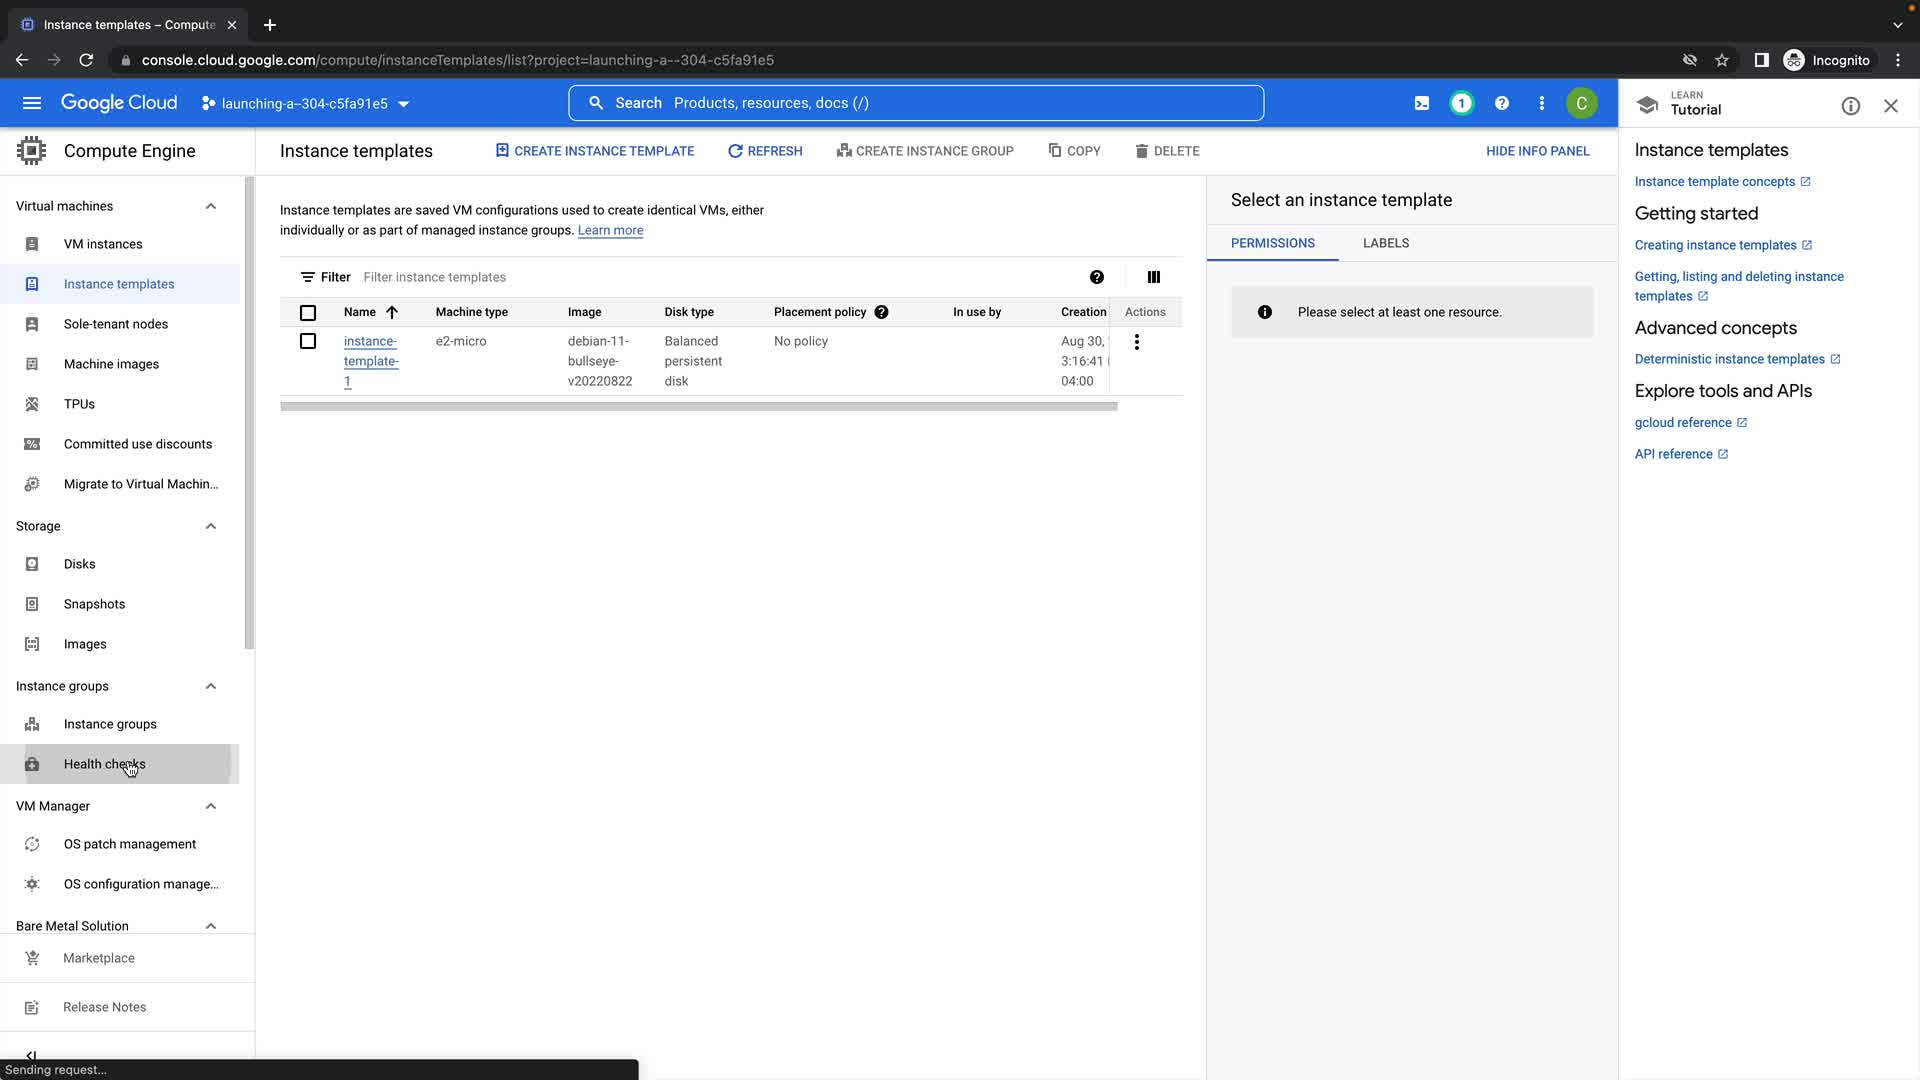 Instance templates – Compute
console.cloud.google.com/compute/instanceTemplates/list?project=launching-a--304-c5fa91e5
Incognito
Google Cloud
launching-a--304-c5fa91e5
Search Products, resources, docs (/)
1
C
LEARN
Tutorial
Compute Engine
Instance templates
CREATE INSTANCE TEMPLATE
REFRESH
CREATE INSTANCE GROUP
COPY
DELETE
HIDE INFO PANEL
Virtual machines
VM instances
Instance templates
Sole-tenant nodes
Machine images
TPUs
Committed use discounts
Migrate to Virtual Machin...
Storage
Disks
Snapshots
Images
Instance groups
Instance groups
Health checks
VM Manager
OS patch management
OS configuration manage...
Bare Metal Solution
Marketplace
Release Notes
Sending request...
Instance templates are saved VM configurations used to create identical VMs, either
individually or as part of managed instance groups. Learn more
Filter Filter instance templates
Name Machine type Image Disk type Placement policy In use by Creation Actions
instance- e2-micro debian-11- Balanced No policy Aug 30,
template- bullseye- persistent 3:16:41
1 v20220822 disk 04:00
Select an instance template
PERMISSIONS LABELS
Please select at least one resource.
Instance templates
Instance template concepts
Getting started
Creating instance templates
Getting, listing and deleting instance
templates
Advanced concepts
Deterministic instance templates
Explore tools and APIs
gcloud reference
API reference